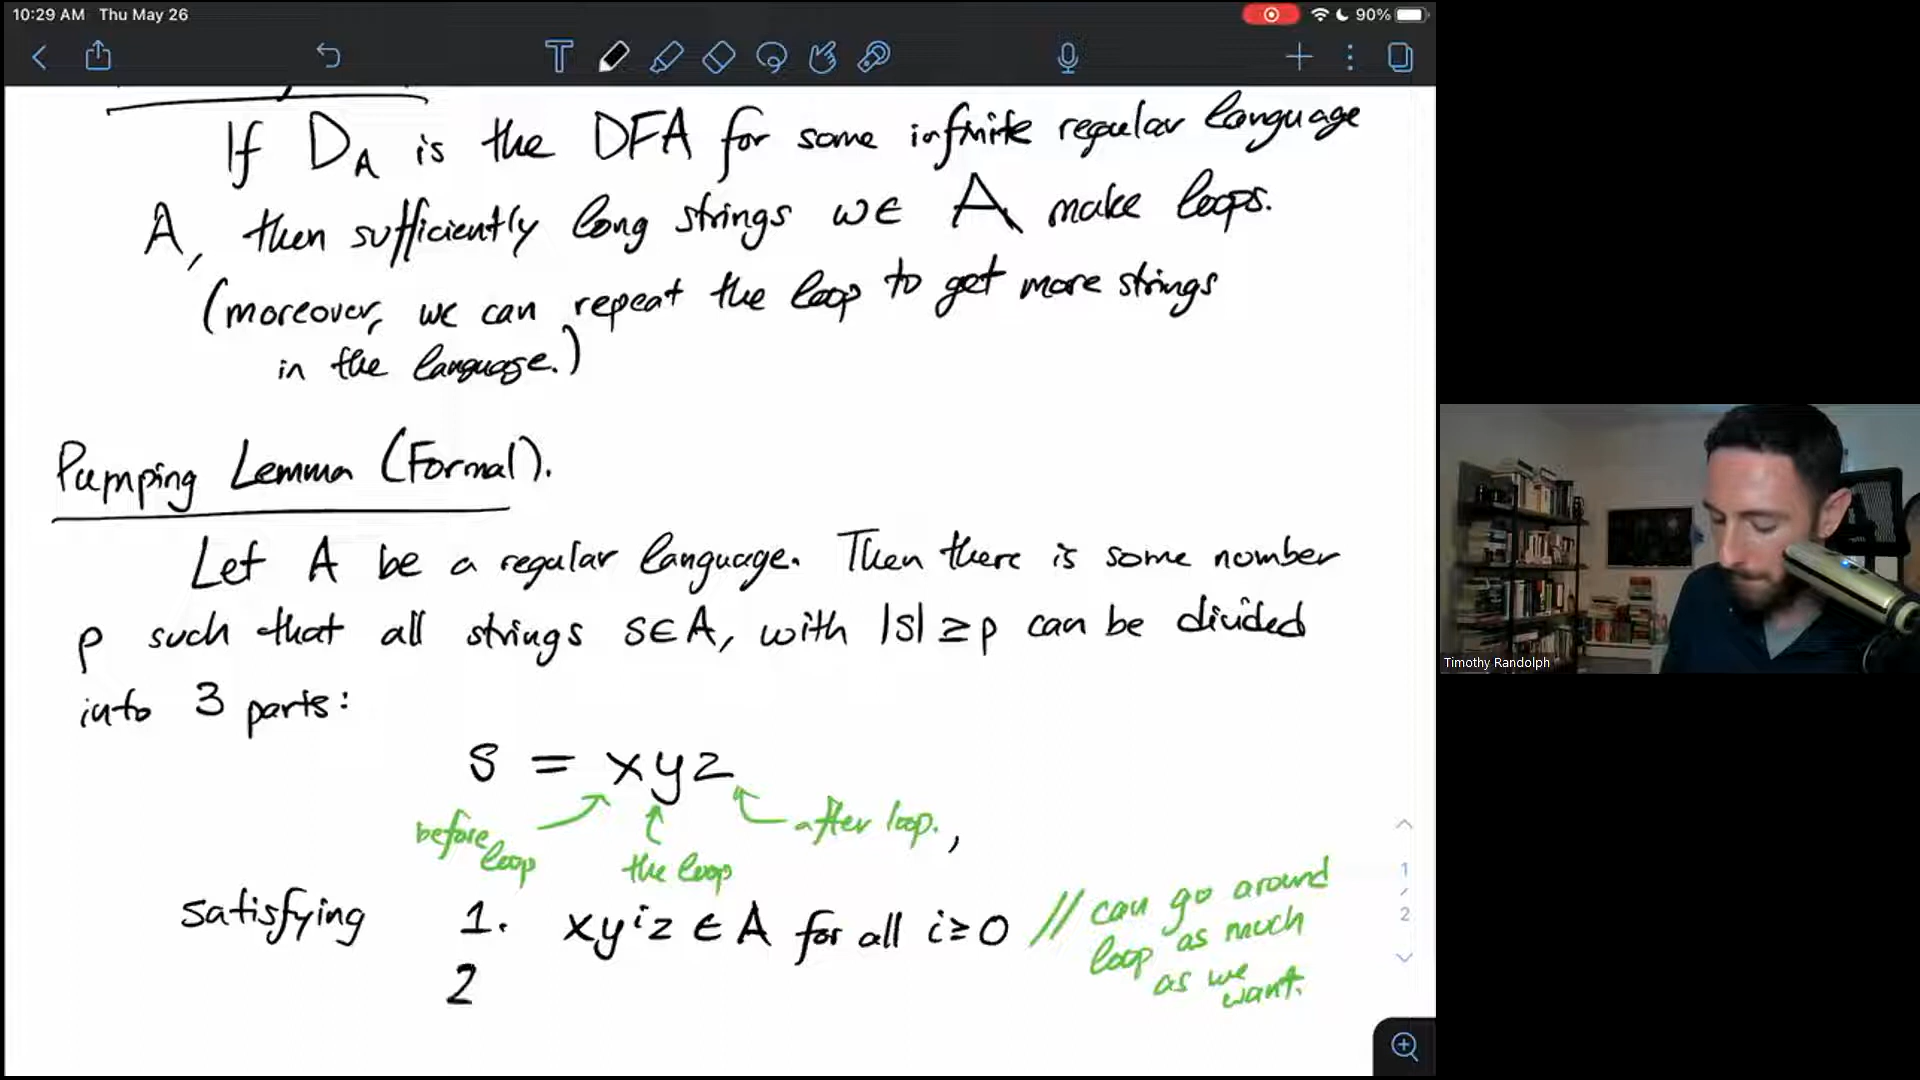 10:29 AM Thu May 26
90%
If D_A is the DFA for some infinite regular language
A, then sufficiently long strings w ∈ A make loops.
(moreover, we can repeat the loop to get more strings
in the language.)
Pumping Lemma (Formal).
Let A be a regular language. Then there is some number
p such that all strings s ∈ A, with |s| ≥ p can be divided
into 3 parts:
s = xyz
before loop
the loop
after loop.,
satisfying 1. xyⁱz ∈ A for all i ≥ 0 // can go around
loop as much
as we
want.
2
1
2
Timothy Randolph